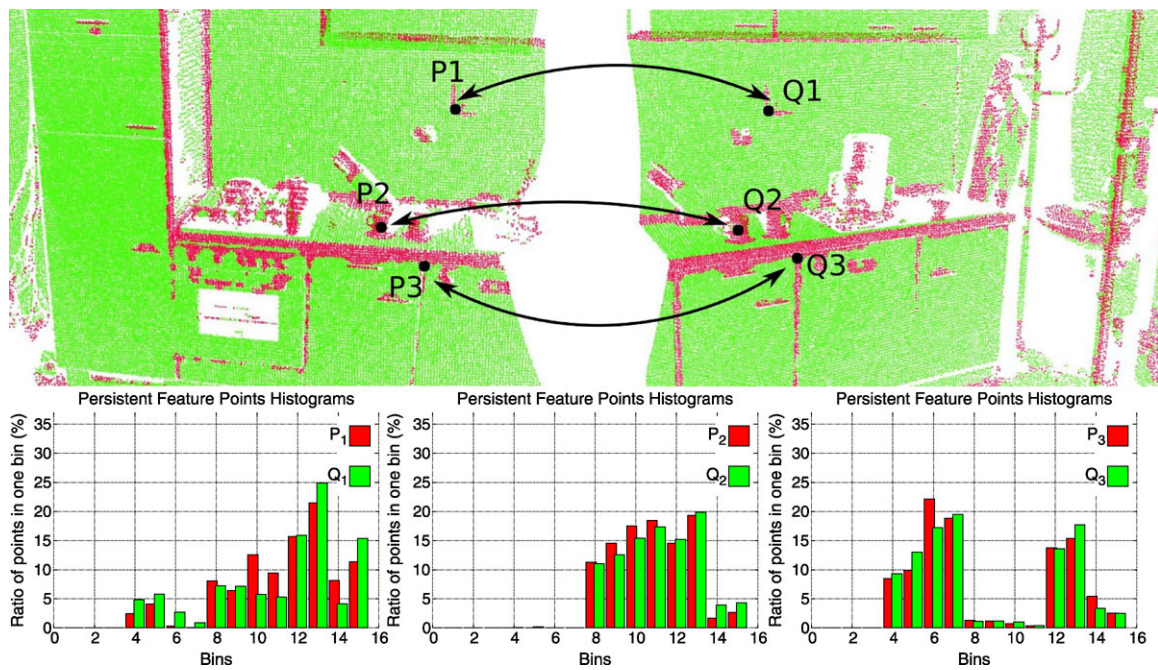 P1
Q1
P2
Q2
P3
Q3
Persistent Feature Points Histograms
Ratio of points in one bin (%)
35
30
25
20
15
10
5
0
P1
Q1
0 2 4 6 8 10 12 14 16
Bins
Persistent Feature Points Histograms
Ratio of points in one bin (%)
35
30
25
20
15
10
5
0
P2
Q2
0 2 4 6 8 10 12 14 16
Bins
Persistent Feature Points Histograms
Ratio of points in one bin (%)
35
30
25
20
15
10
5
0
P3
Q3
0 2 4 6 8 10 12 14 16
Bins